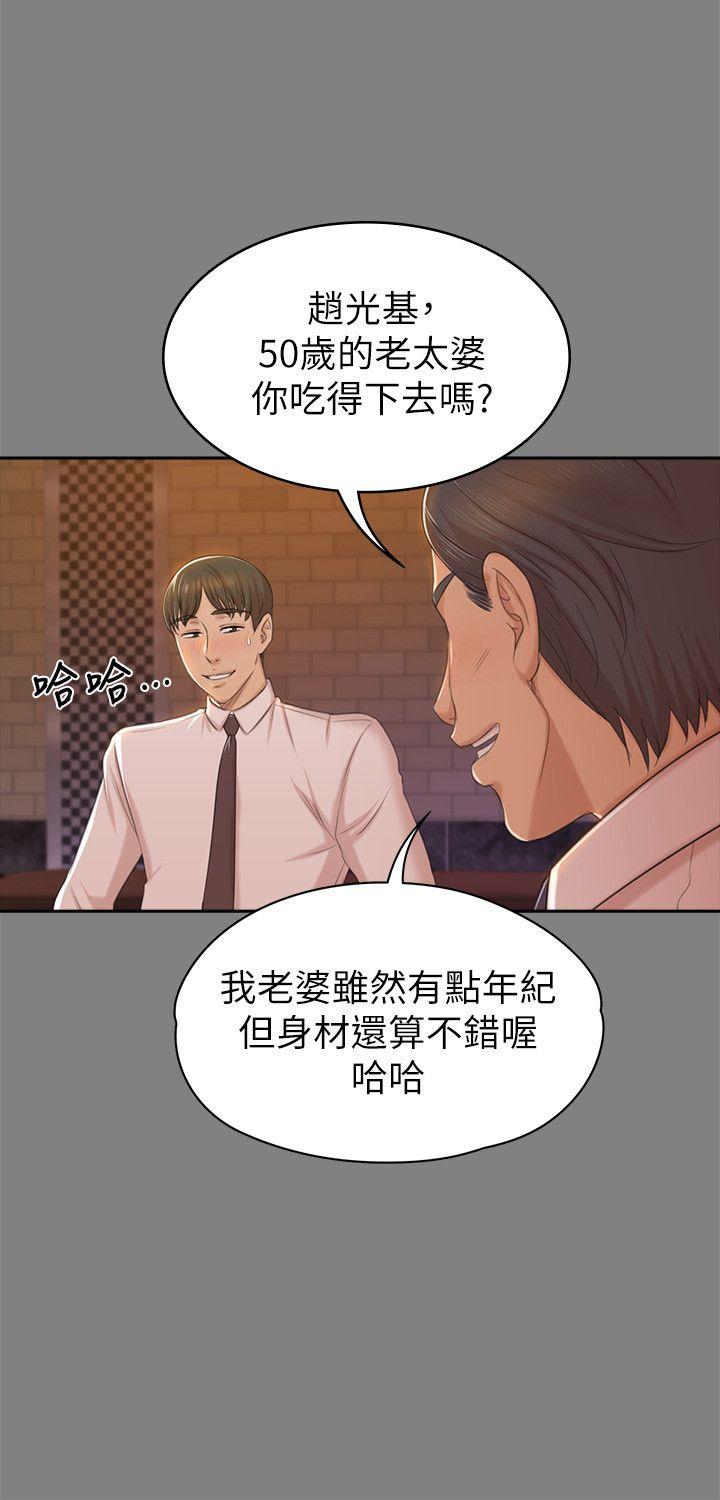 趙光基，
50歲的老太婆
你吃得下去嗎?
哈哈…
我老婆雖然有點年紀
但身材還算不錯喔
哈哈